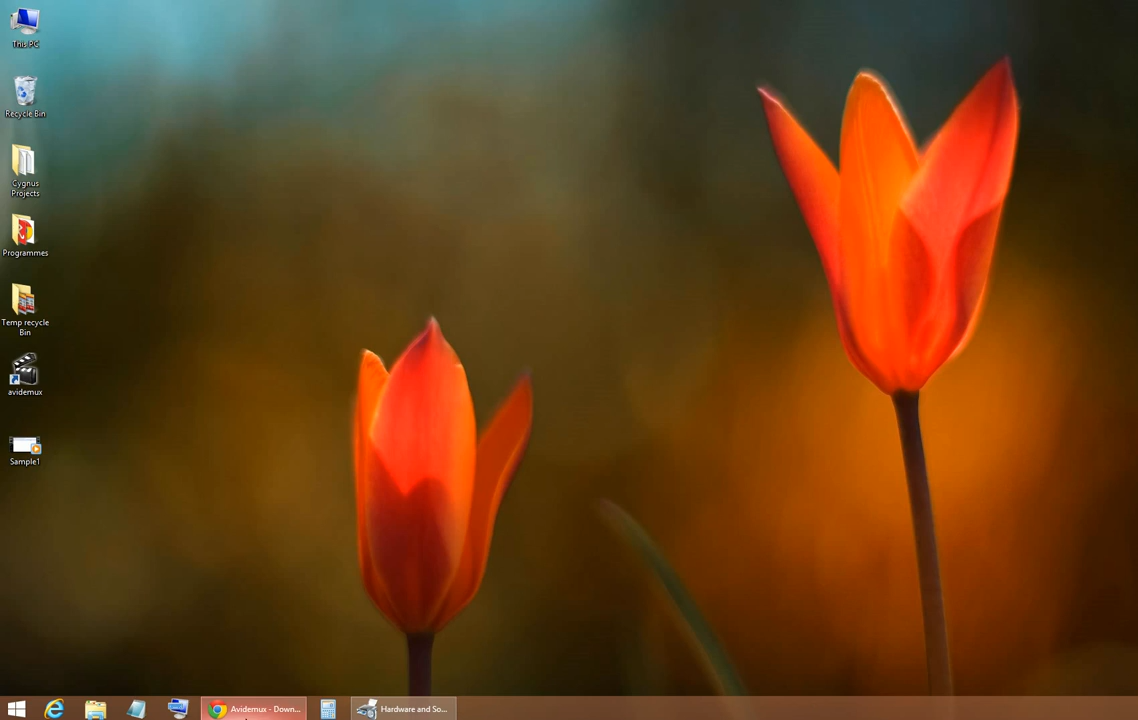 This PC
Recycle Bin
Cygnus
Projects
Programmes
Temp recycle
Bin
avidemux
Sample1
Avidemux - Down...
Hardware and So...